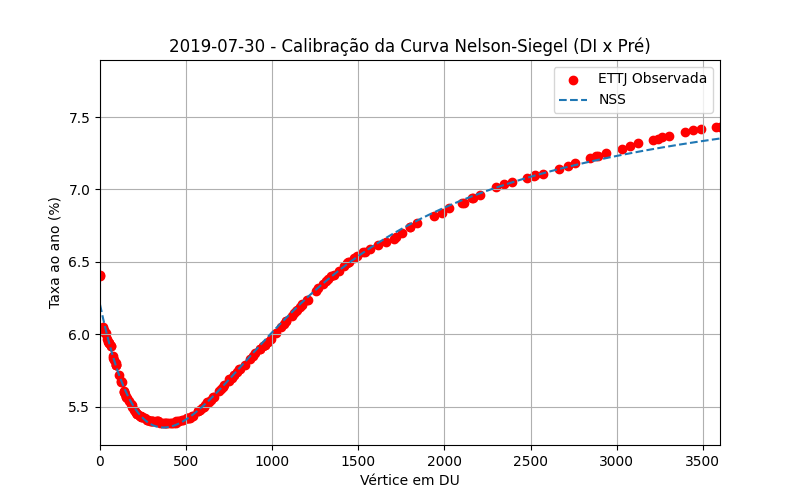 2019-07-30 - Calibração da Curva Nelson-Siegel (DI x Pré)
ETTJ Observada
NSS
7.5
7.0
6.5
6.0
5.5
Taxa ao ano (%)
0 500 1000 1500 2000 2500 3000 3500
Vértice em DU